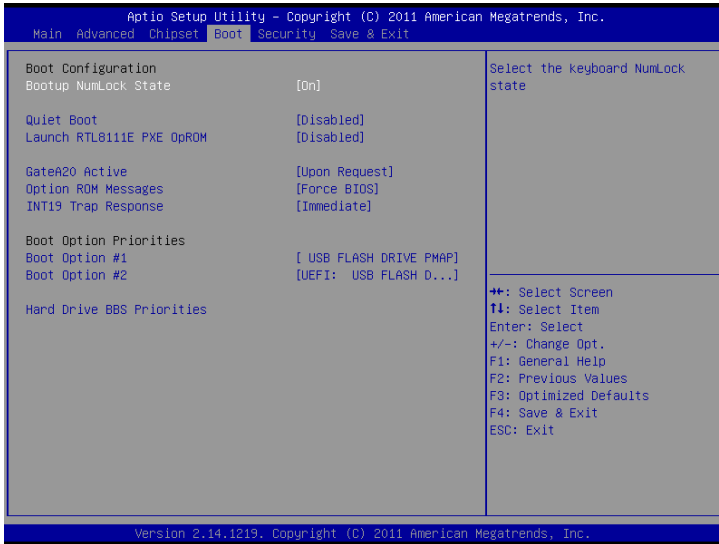 Aptio Setup Utility – Copyright (C) 2011 American Megatrends, Inc.
Main Advanced Chipset Boot Security Save & Exit
Boot Configuration
Bootup NumLock State [On]
Quiet Boot [Disabled]
Launch RTL8111E PXE OpROM [Disabled]
GateA20 Active [Upon Request]
Option ROM Messages [Force BIOS]
INT19 Trap Response [Immediate]
Boot Option Priorities
Boot Option #1 [ USB FLASH DRIVE PMAP]
Boot Option #2 [UEFI: USB FLASH D...]
Hard Drive BBS Priorities
Select the keyboard NumLock
state
→←: Select Screen
↑↓: Select Item
Enter: Select
+/-: Change Opt.
F1: General Help
F2: Previous Values
F3: Optimized Defaults
F4: Save & Exit
ESC: Exit
Version 2.14.1219. Copyright (C) 2011 American Megatrends, Inc.